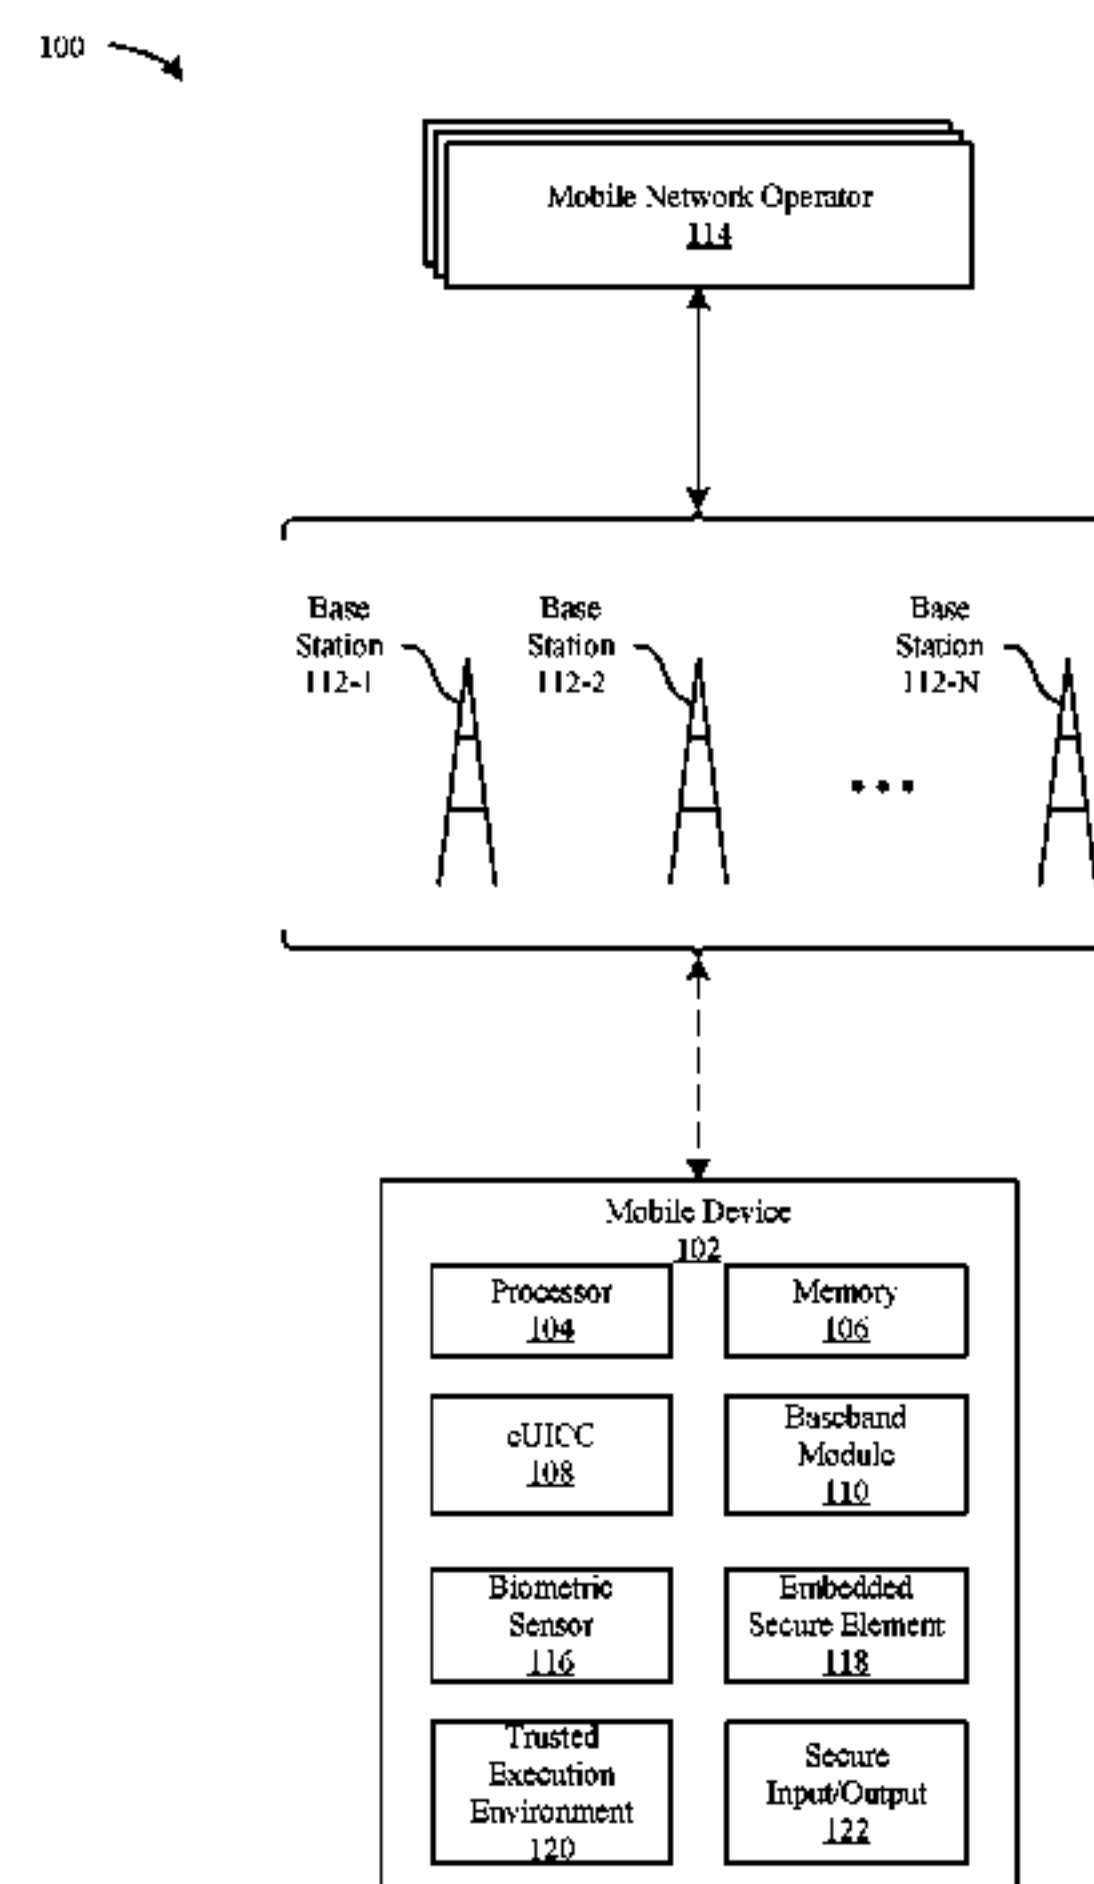 100
Mobile Network Operator
114
Base
Station
112-1
Base
Station
112-2
Base
Station
112-N
Mobile Device
102
Processor
104
Memory
106
eUICC
108
Baseband
Module
110
Biometric
Sensor
116
Embedded
Secure Element
118
Trusted
Execution
Environment
120
Secure
Input/Output
122